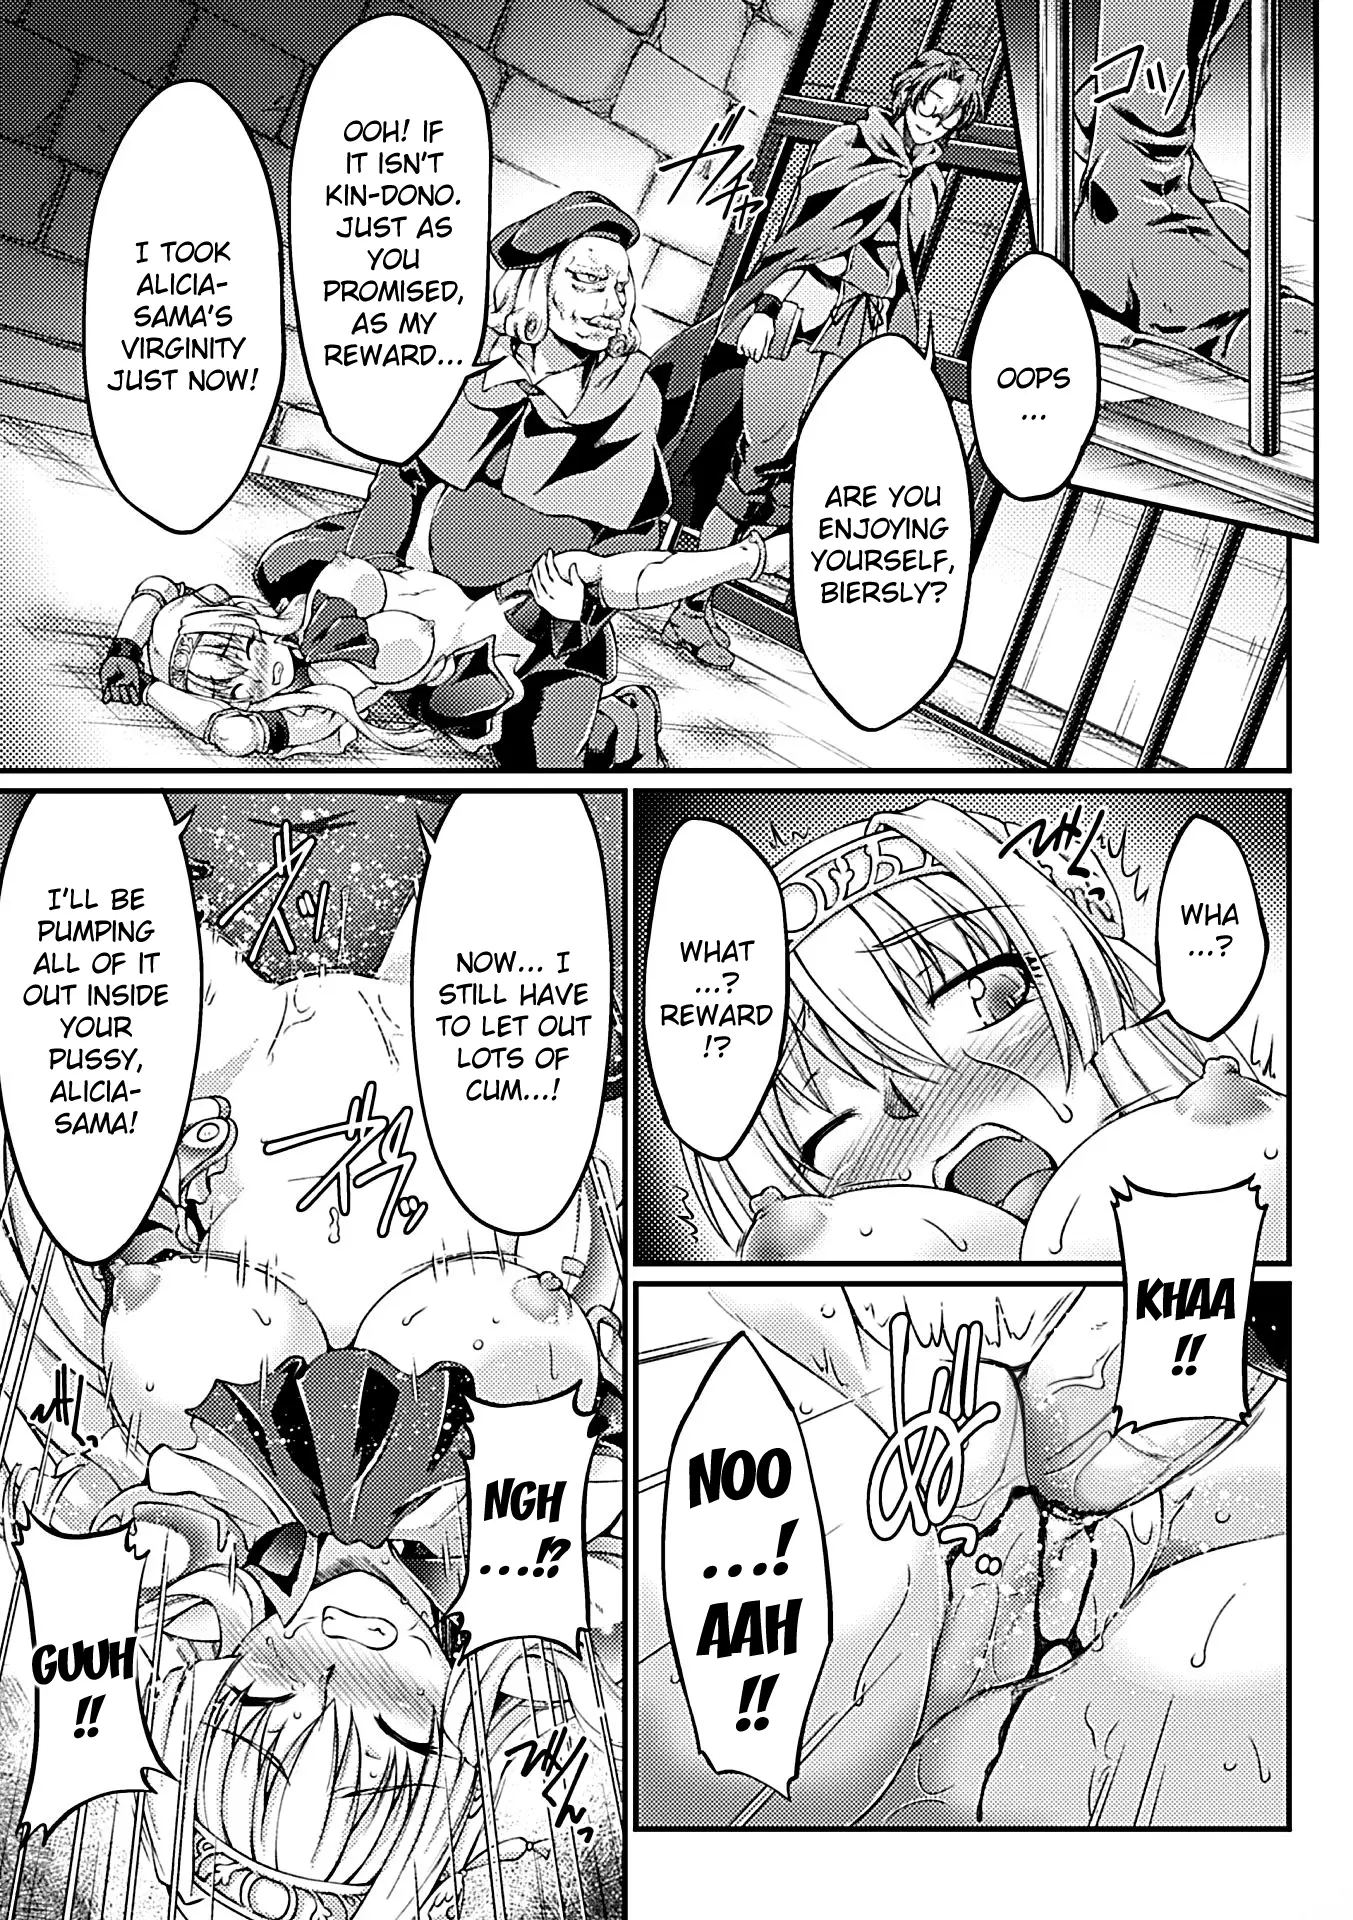 コツ
OOPS
...
ARE YOU
ENJOYING
YOURSELF,
BIERSLY?
OOH! IF
IT ISN'T
KIN-DONO.
JUST AS
YOU
PROMISED,
AS MY
REWARD...
I TOOK
ALICIA-
SAMA'S
VIRGINITY
JUST NOW!
WHA
...?
WHAT
...?
REWARD
!?
KHAA
!!
NOO
...!
AAH
!!
NOW... I
STILL HAVE
TO LET OUT
LOTS OF
CUM...!
I'LL BE
PUMPING
ALL OF IT
OUT INSIDE
YOUR
PUSSY,
ALICIA-
SAMA!
NGH
...!?
GUUH
!!